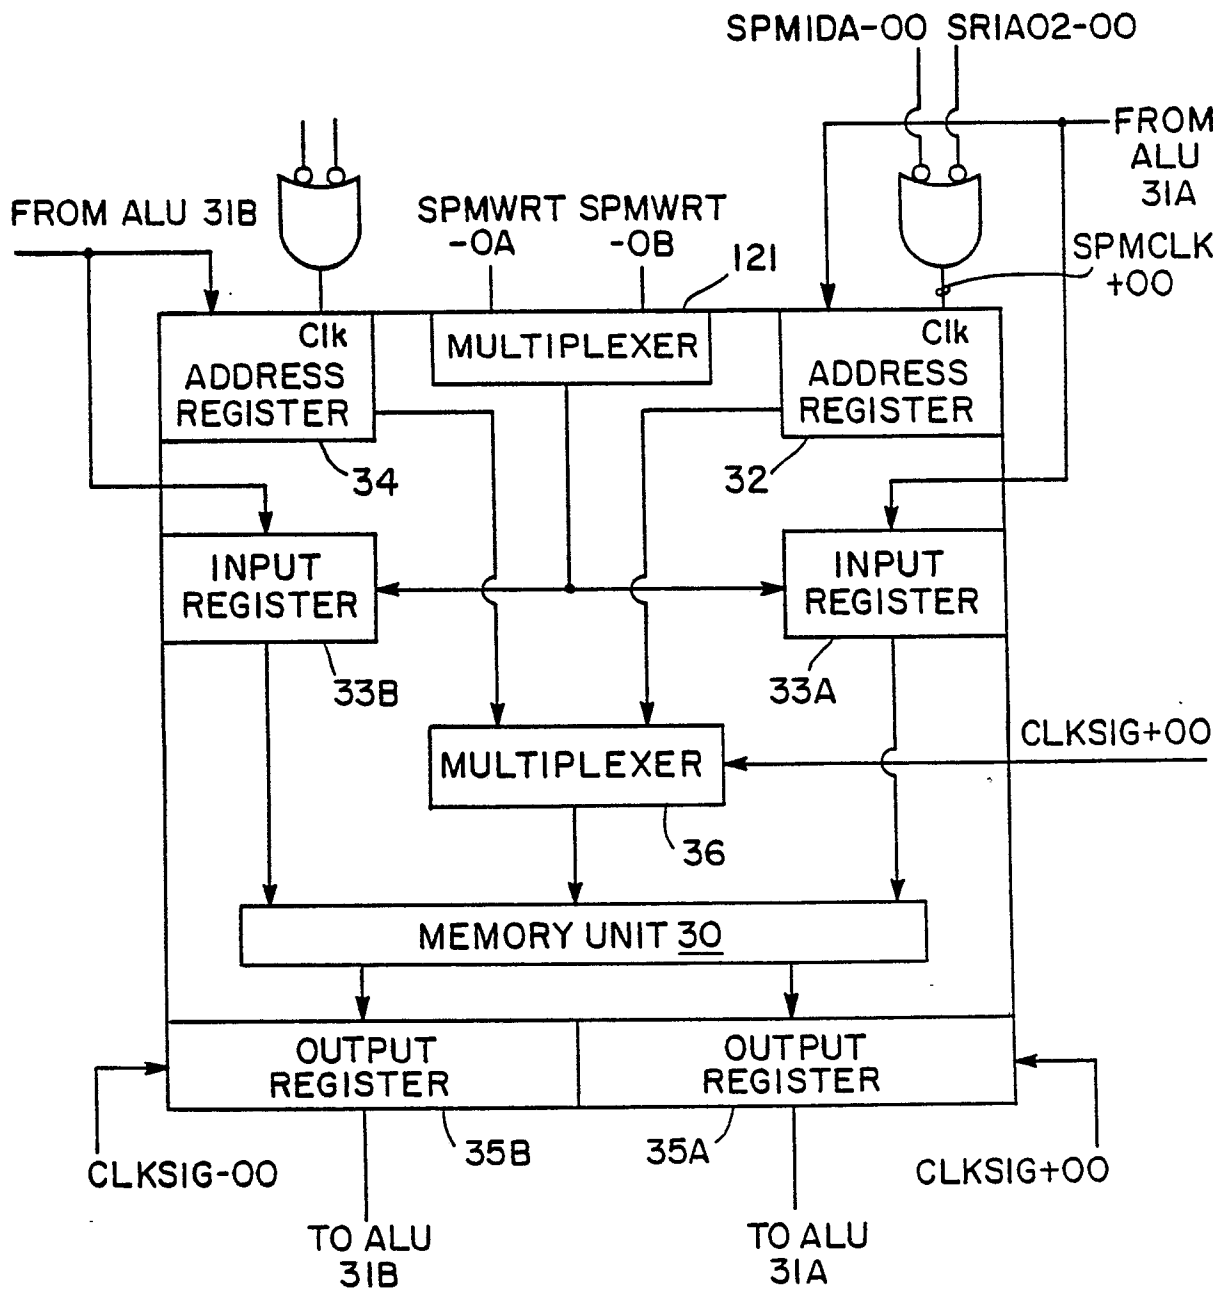 SPMIDA-00 SRIA02-00
FROM
ALU
31A
FROM ALU 31B
SPMWRT
-0A
SPMWRT
-0B
121
SPMCLK
+00
Clk
ADDRESS
REGISTER
34
MULTIPLEXER
Clk
ADDRESS
REGISTER
32
INPUT
REGISTER
33B
INPUT
REGISTER
33A
CLKSIG+00
MULTIPLEXER
36
MEMORY UNIT 30
OUTPUT
REGISTER
35B
OUTPUT
REGISTER
35A
CLKSIG-00
CLKSIG+00
TO ALU
31B
TO ALU
31A